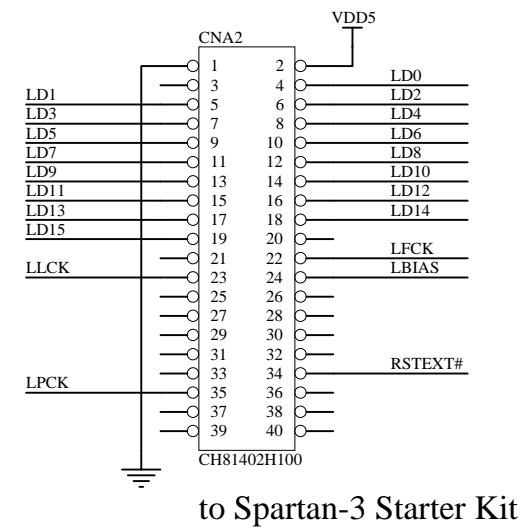 VDD5
CNA2
1 2
3 4 LD0
LD1 5 6 LD2
LD3 7 8 LD4
LD5 9 10 LD6
LD7 11 12 LD8
LD9 13 14 LD10
LD11 15 16 LD12
LD13 17 18 LD14
LD15 19 20
21 22 LFCK
LLCK 23 24 LBIAS
25 26
27 28
29 30
31 32
33 34 RSTEXT#
LPCK 35 36
37 38
39 40
CH81402H100
to Spartan-3 Starter Kit